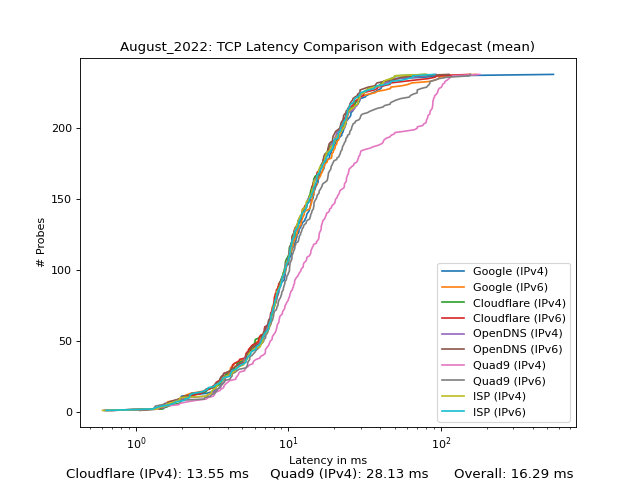 August_2022: TCP Latency Comparison with Edgecast (mean)
# Probes
200
150
100
50
0
Google (IPv4)
Google (IPv6)
Cloudflare (IPv4)
Cloudflare (IPv6)
OpenDNS (IPv4)
OpenDNS (IPv6)
Quad9 (IPv4)
Quad9 (IPv6)
ISP (IPv4)
ISP (IPv6)
10⁰ 10¹ 10²
Latency in ms
Cloudflare (IPv4): 13.55 ms Quad9 (IPv4): 28.13 ms Overall: 16.29 ms